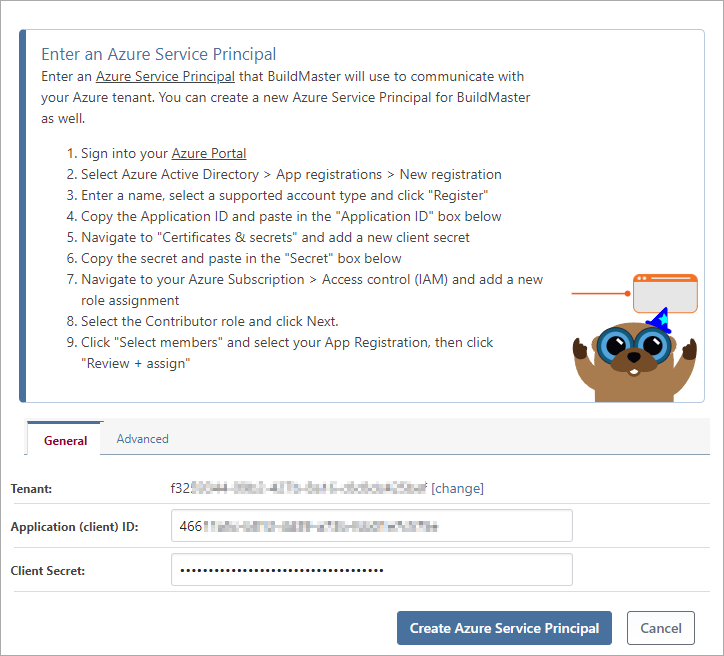 Enter an Azure Service Principal
Enter an Azure Service Principal that BuildMaster will use to communicate with
your Azure tenant. You can create a new Azure Service Principal for BuildMaster
as well.
1. Sign into your Azure Portal
2. Select Azure Active Directory > App registrations > New registration
3. Enter a name, select a supported account type and click "Register"
4. Copy the Application ID and paste in the "Application ID" box below
5. Navigate to "Certificates & secrets" and add a new client secret
6. Copy the secret and paste in the "Secret" box below
7. Navigate to your Azure Subscription > Access control (IAM) and add a new
role assignment
8. Select the Contributor role and click Next.
9. Click "Select members" and select your App Registration, then click
"Review + assign"
General Advanced
Tenant: f32 [change]
Application (client) ID: 466
Client Secret: ••••••••••••••••••••••••••••••••••
Create Azure Service Principal Cancel